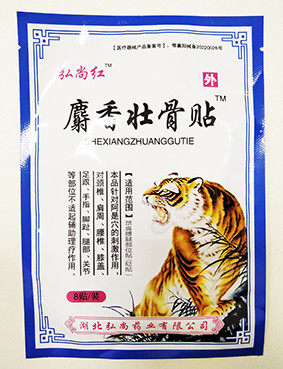 【医疗器械产品备案号】:鄂襄阳械备20220026号
弘尚红™
外
麝香壮骨贴™
SHEXIANGZHUANGGUTIE
【适用范围】
本品针对阿是穴的刺激作用，
对颈椎、肩周、腰椎、膝盖、
足跟、手指、脚趾、腿部、关节
等部位不适起辅助理疗作用。
8贴/袋
湖北弘尚药业有限公司